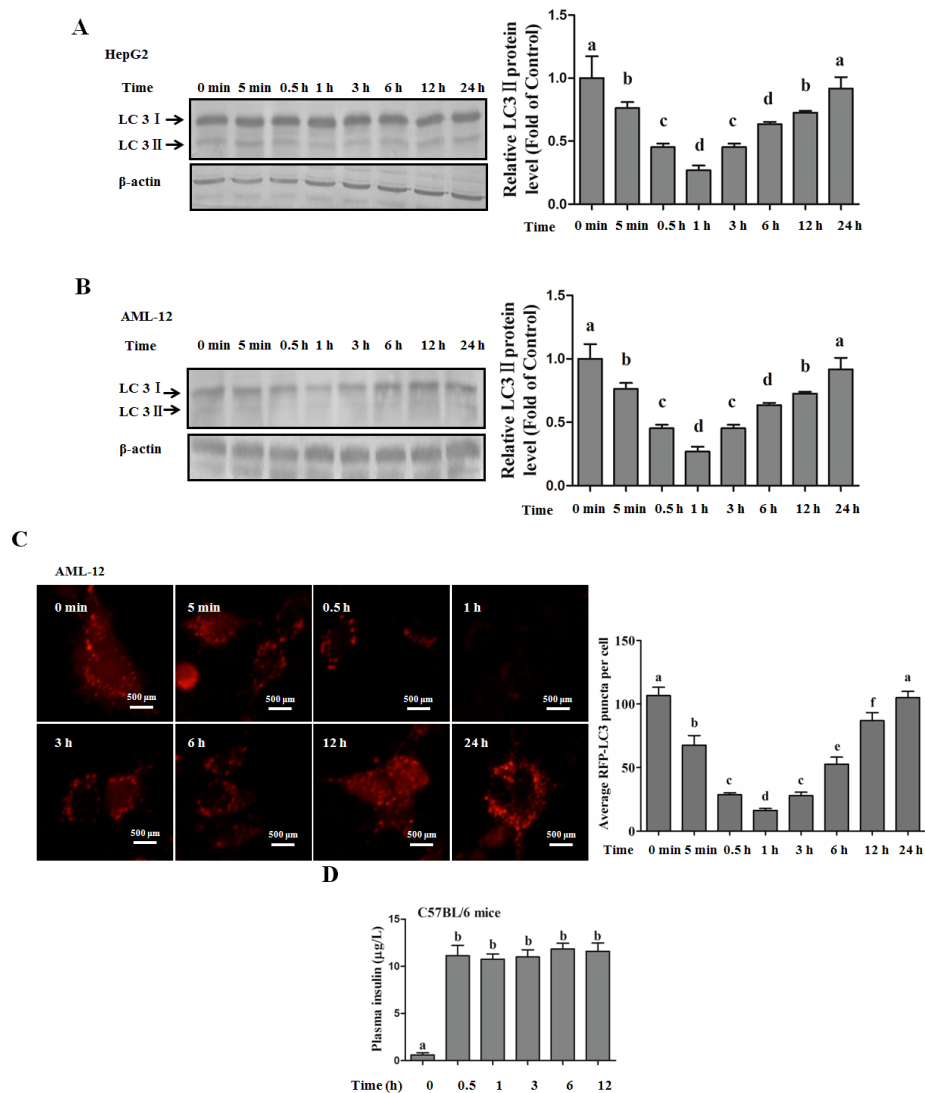 A
HepG2
Time 0 min 5 min 0.5 h 1 h 3 h 6 h 12 h 24 h
LC 3 Ⅰ
LC 3 Ⅱ
β-actin
Relative LC3 Ⅱ protein
level (Fold of Control)
1.5
1.0
0.5
0.0
a b c d c d b a
Time 0 min 5 min 0.5 h 1 h 3 h 6 h 12 h 24 h
B
AML-12
Time 0 min 5 min 0.5 h 1 h 3 h 6 h 12 h 24 h
LC 3 Ⅰ
LC 3 Ⅱ
β-actin
Relative LC3 Ⅱ protein
level (Fold of Control)
1.5
1.0
0.5
0.0
a b c d c d b a
Time 0 min 5 min 0.5 h 1 h 3 h 6 h 12 h 24 h
C
AML-12
0 min 5 min 0.5 h 1 h
500 μm 500 μm 500 μm 500 μm
3 h 6 h 12 h 24 h
500 μm 500 μm 500 μm 500 μm
Average RFP-LC3 puncta per cell
150
100
50
0
a b c d c e f a
Time 0 min 5 min 0.5 h 1 h 3 h 6 h 12 h 24 h
D
C57BL/6 mice
Plasma insulin (μg/L)
15
10
5
0
a b b b b b
Time (h) 0 0.5 1 3 6 12